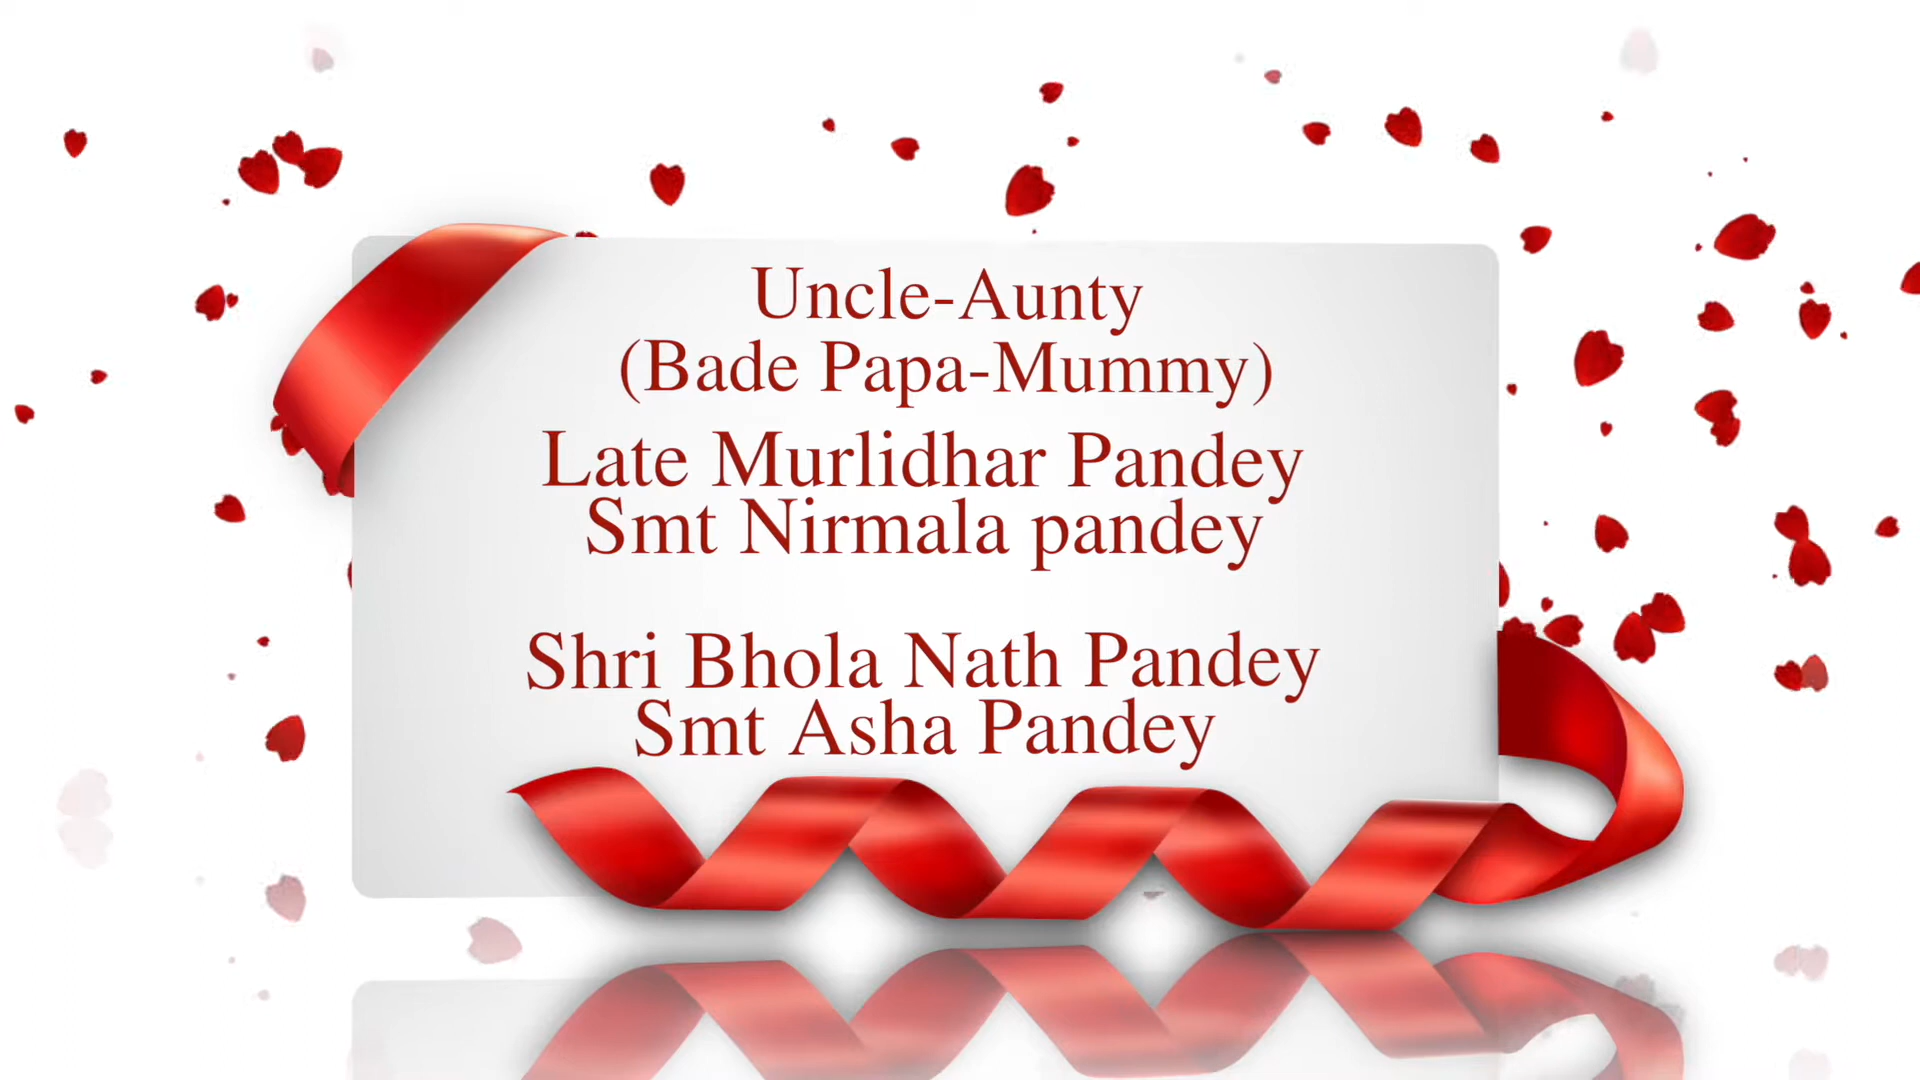 Uncle-Aunty
(Bade Papa-Mummy)
Late Murlidhar Pandey
Smt Nirmala pandey
Shri Bhola Nath Pandey
Smt Asha Pandey